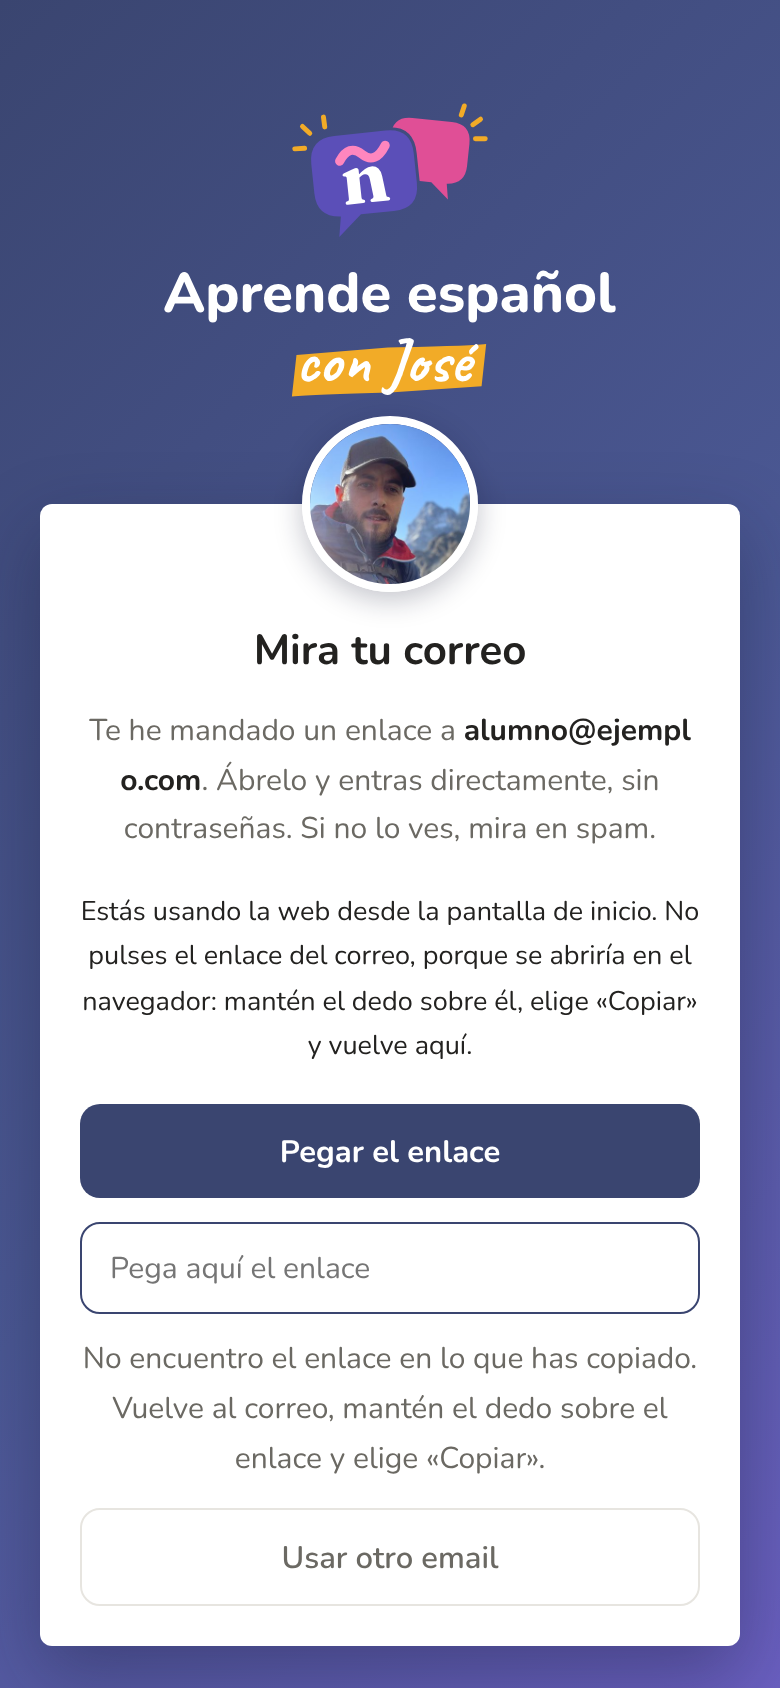 ñ
Aprende español
con José
Mira tu correo
Te he mandado un enlace a alumno@ejempl
o.com. Ábrelo y entras directamente, sin
contraseñas. Si no lo ves, mira en spam.
Estás usando la web desde la pantalla de inicio. No
pulses el enlace del correo, porque se abriría en el
navegador: mantén el dedo sobre él, elige «Copiar»
y vuelve aquí.
Pegar el enlace
Pega aquí el enlace
No encuentro el enlace en lo que has copiado.
Vuelve al correo, mantén el dedo sobre el
enlace y elige «Copiar».
Usar otro email